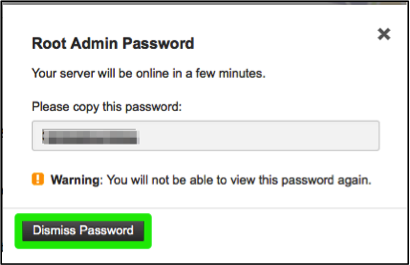 Root Admin Password
Your server will be online in a few minutes.
Please copy this password:
Warning: You will not be able to view this password again.
Dismiss Password